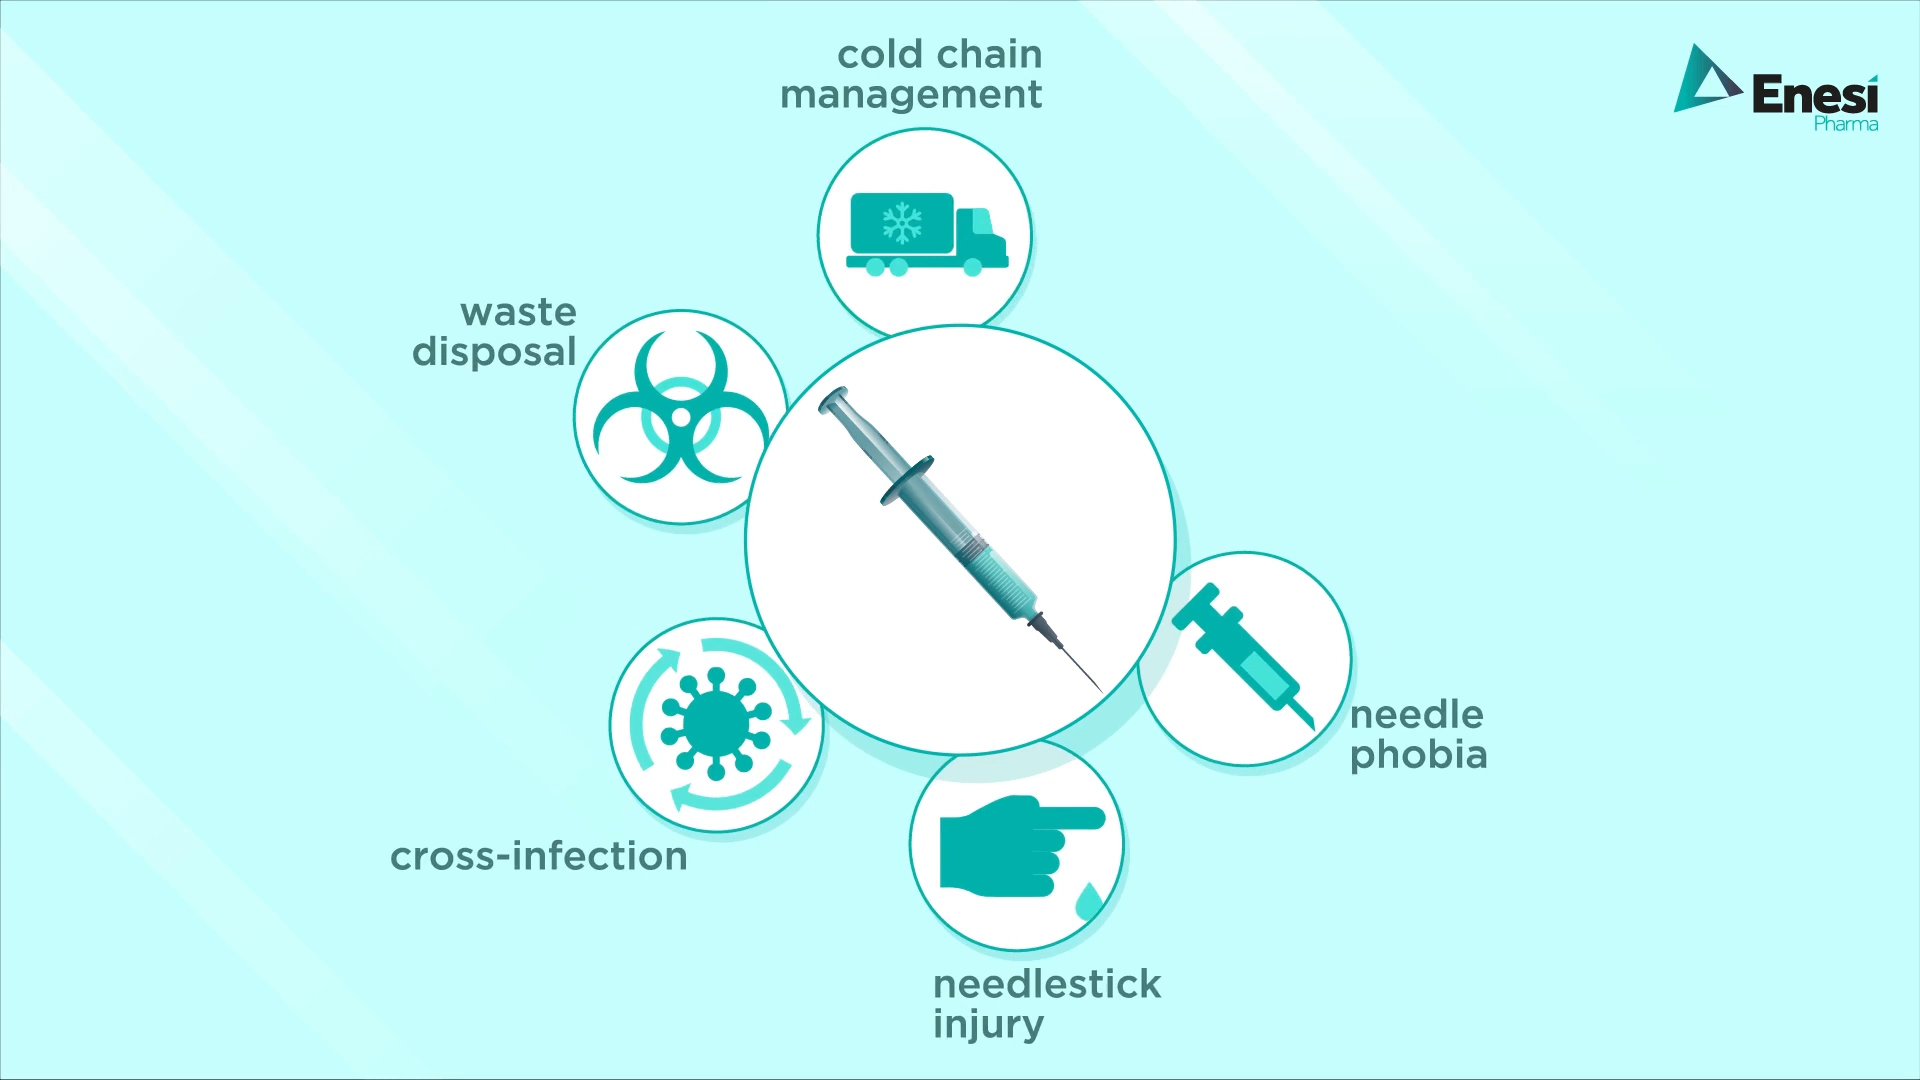 cold chain
management
Enesi
Pharma
waste
disposal
needle
phobia
cross-infection
needlestick
injury